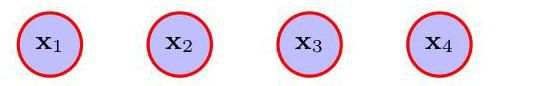 x₁ x₂ x₃ x₄